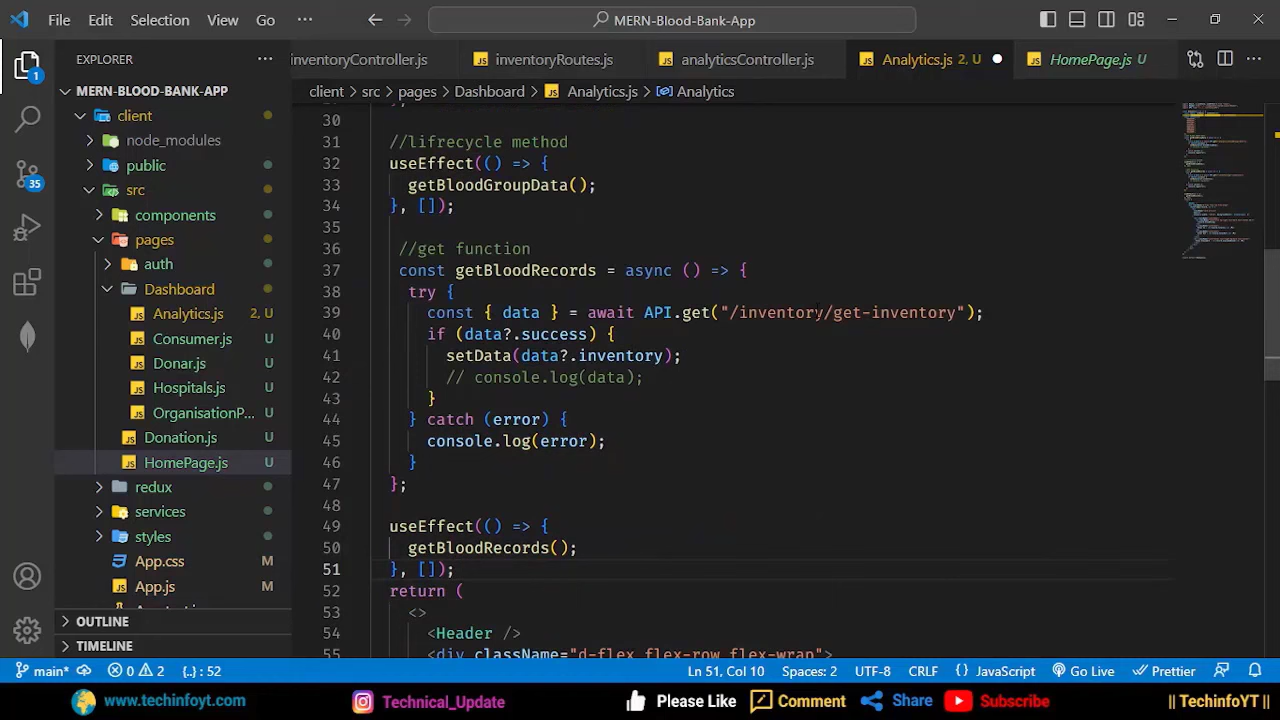 File Edit Selection View Go ··· MERN-Blood-Bank-App
EXPLORER ···
MERN-BLOOD-BANK-APP
client
node_modules
public
src
components
pages
auth
Dashboard
Analytics.js 2, U
Consumer.js U
Donar.js U
Hospitals.js U
OrganisationP... U
Donation.js U
HomePage.js U
redux
services
styles
App.css M
App.js M
OUTLINE
TIMELINE
1
35
inventoryController.js JS inventoryRoutes.js JS analyticsController.js JS Analytics.js 2, U JS HomePage.js U ···
client > src > pages > Dashboard > JS Analytics.js > Analytics
30
31 //lifrecycle method
32 useEffect(() => {
33 getBloodGroupData();
34 }, []);
35
36 //get function
37 const getBloodRecords = async () => {
38 try {
39 const { data } = await API.get("/inventory/get-inventory");
40 if (data?.success) {
41 setData(data?.inventory);
42 // console.log(data);
43 }
44 } catch (error) {
45 console.log(error);
46 }
47 };
48
49 useEffect(() => {
50 getBloodRecords();
51 }, []);
52 return (
53 <>
54 <Header />
55 <div className="d-flex flex-row flex-wrap">
main* 0 2 {..} : 52 Ln 51, Col 10 Spaces: 2 UTF-8 CRLF {} JavaScript Go Live Prettier
www.techinfoyt.com Technical_Update Please Like Comment Share Subscribe || TechinfoYT ||